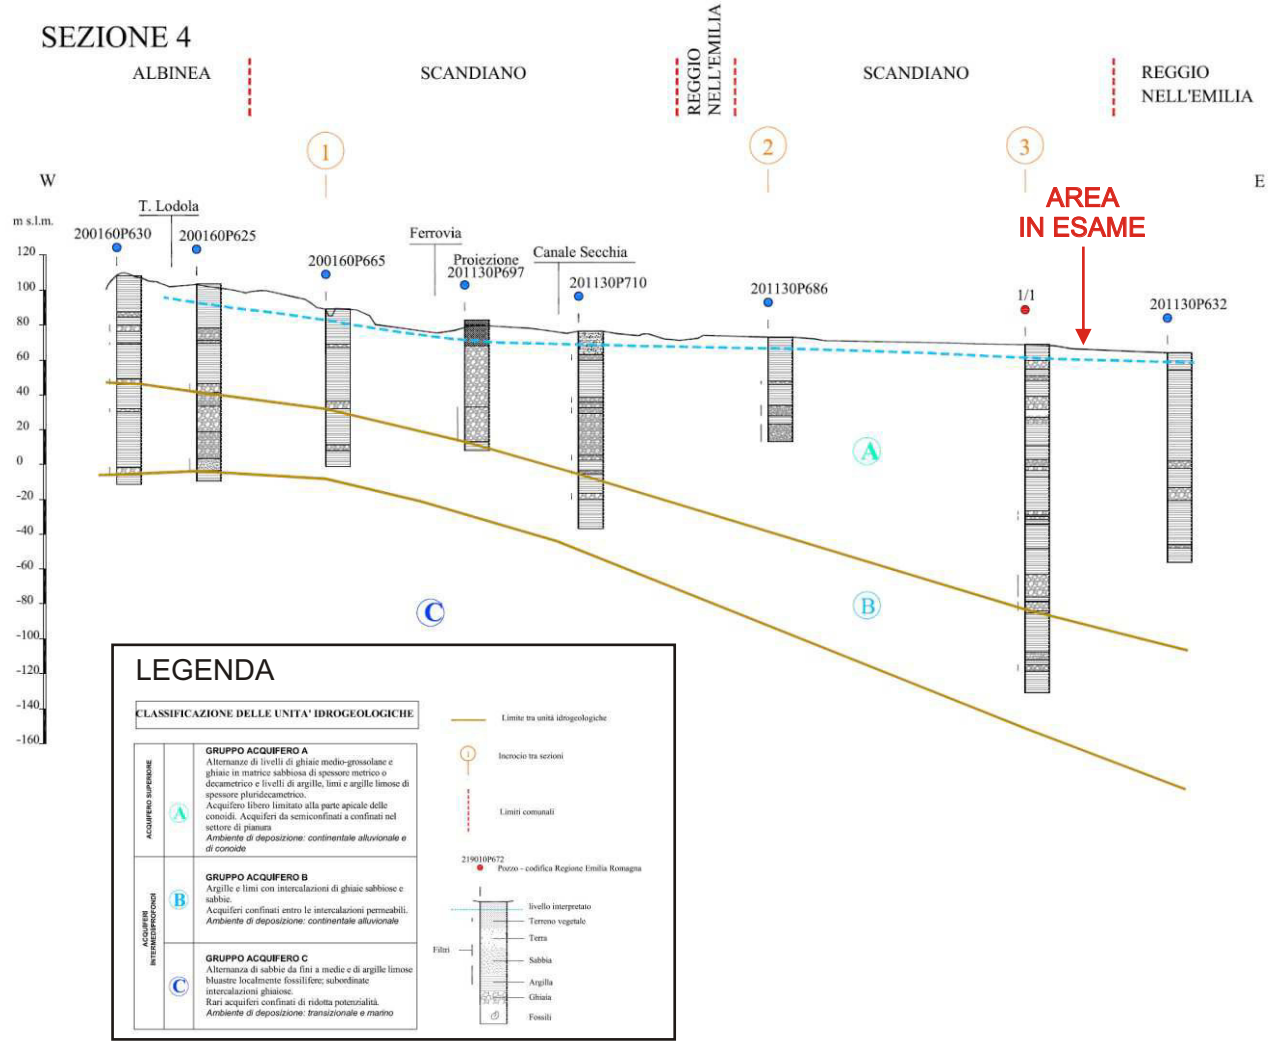 SEZIONE 4
ALBINEA
SCANDIANO
REGGIO
NELL'EMILIA
SCANDIANO
REGGIO
NELL'EMILIA
1
2
3
W
E
AREA
IN ESAME
m s.l.m.
T. Lodola
200160P630
200160P625
200160P665
Ferrovia
Proiezione
201130P697
Canale Secchia
201130P710
201130P686
1/1
201130P632
120
100
80
60
40
20
0
-20
-40
-60
-80
-100
-120
-140
-160
A
B
C
LEGENDA
CLASSIFICAZIONE DELLE UNITA' IDROGEOLOGICHE
ACQUIFERO SUPERIORE
A
GRUPPO ACQUIFERO A
Alternanze di livelli di ghiaie medio-grossolane e
ghiaie in matrice sabbiosa di spessore metrico o
decametrico e livelli di argille, limi e argille limose di
spessore pluridecametrico.
Acquifero libero limitato alla parte apicale delle
conoidi. Acquiferi da semiconfinati a confinati nel
settore di pianura
Ambiente di deposizione: continentale alluvionale e
di conoide
ACQUIFERI
INTERMEDI/PROFONDI
B
GRUPPO ACQUIFERO B
Argille e limi con intercalazioni di ghiaie sabbiose e
sabbie.
Acquiferi confinati entro le intercalazioni permeabili.
Ambiente di deposizione: continentale alluvionale
C
GRUPPO ACQUIFERO C
Alternanza di sabbie da fini a medie e di argille limose
bluastre localmente fossilifere; subordinate
intercalazioni ghiaiose.
Rari acquiferi confinati di ridotta potenzialità.
Ambiente di deposizione: transizionale e marino
Limite tra unità idrogeologiche
1
Incrocio tra sezioni
Limiti comunali
219010P672
Pozzo - codifica Regione Emilia Romagna
livello interpretato
Terreno vegetale
Terra
Filtri
Sabbia
Argilla
Ghiaia
Fossili